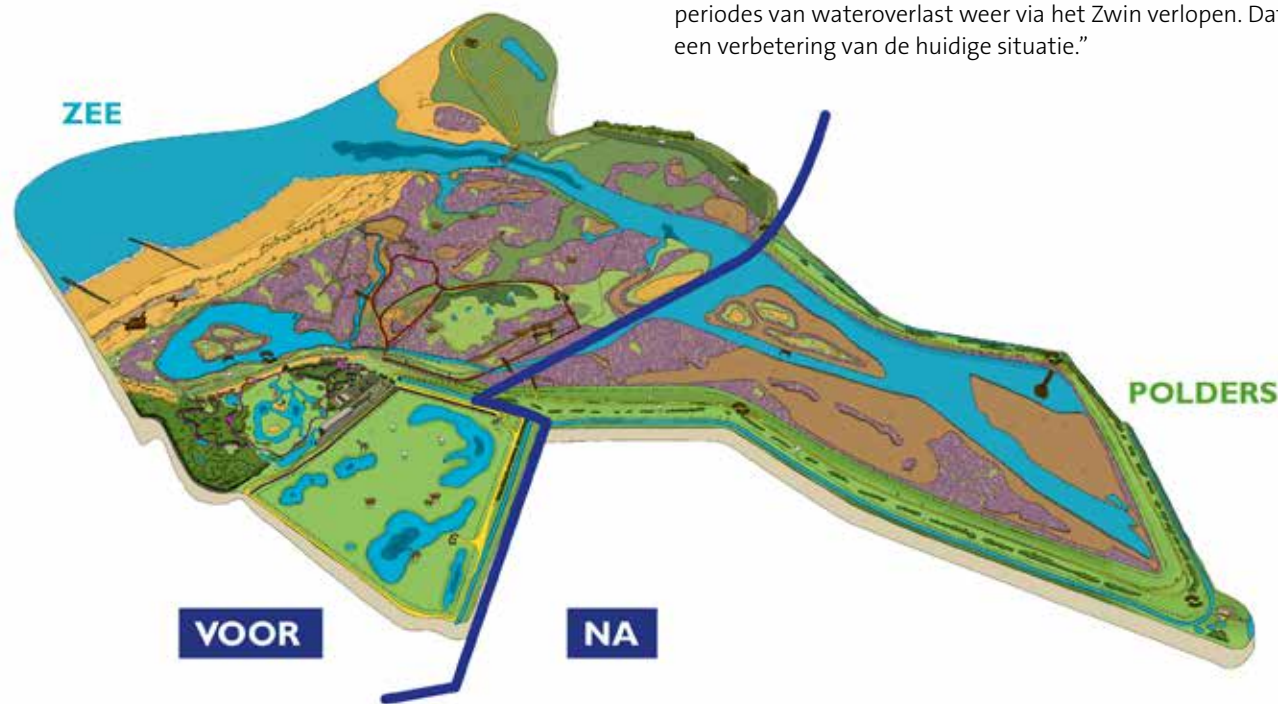 periodes van wateroverlast weer via het Zwin verlopen. Dat
een verbetering van de huidige situatie.”
ZEE
POLDERS
VOOR
NA